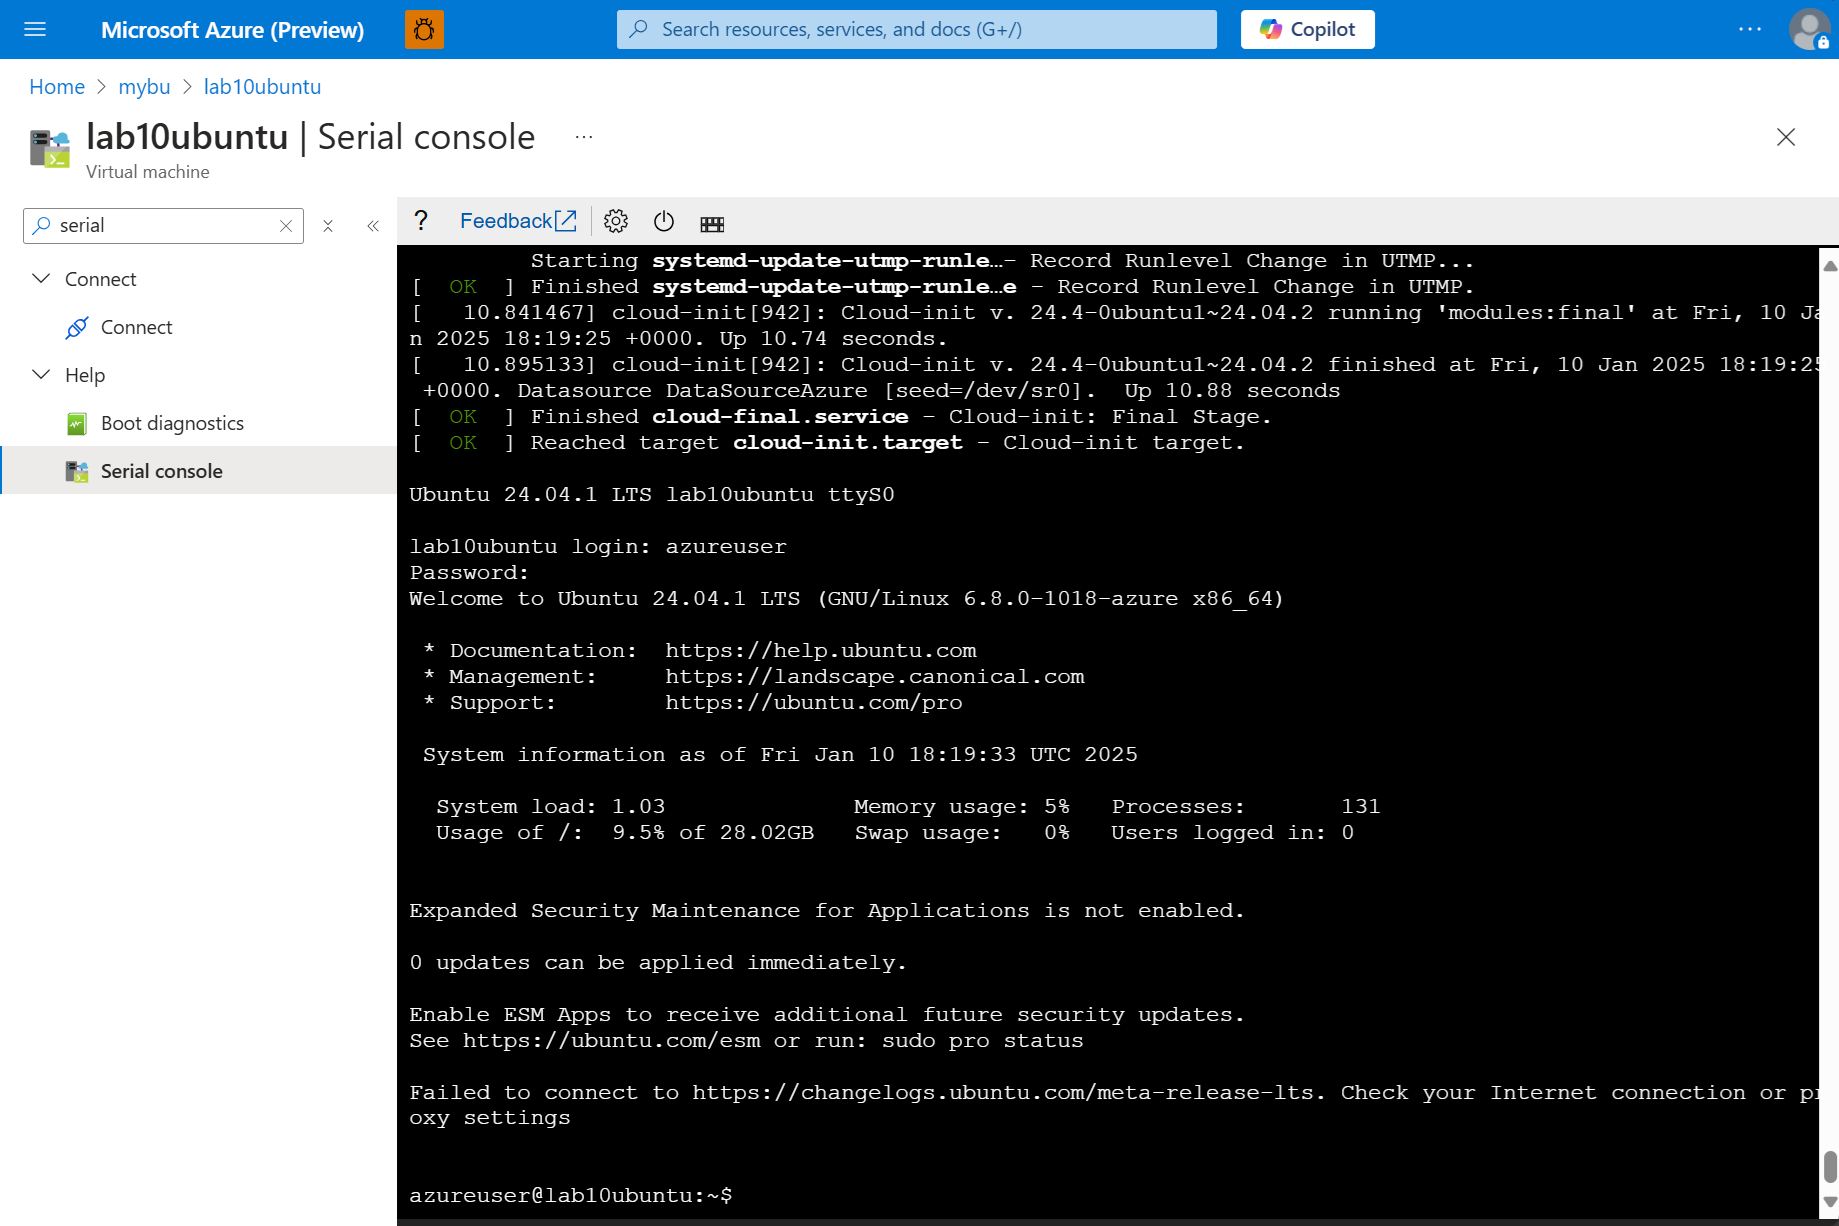 Microsoft Azure (Preview)
Search resources, services, and docs (G+/)
Copilot
Home > mybu > lab10ubuntu
lab10ubuntu | Serial console
Virtual machine
serial
Connect
Connect
Help
Boot diagnostics
Serial console
? Feedback
Starting systemd-update-utmp-runle…- Record Runlevel Change in UTMP...
[ OK ] Finished systemd-update-utmp-runle…e - Record Runlevel Change in UTMP.
[ 10.841467] cloud-init[942]: Cloud-init v. 24.4-0ubuntu1~24.04.2 running 'modules:final' at Fri, 10 Ja
n 2025 18:19:25 +0000. Up 10.74 seconds.
[ 10.895133] cloud-init[942]: Cloud-init v. 24.4-0ubuntu1~24.04.2 finished at Fri, 10 Jan 2025 18:19:25
+0000. Datasource DataSourceAzure [seed=/dev/sr0]. Up 10.88 seconds
[ OK ] Finished cloud-final.service - Cloud-init: Final Stage.
[ OK ] Reached target cloud-init.target - Cloud-init target.
Ubuntu 24.04.1 LTS lab10ubuntu ttyS0
lab10ubuntu login: azureuser
Password:
Welcome to Ubuntu 24.04.1 LTS (GNU/Linux 6.8.0-1018-azure x86_64)
* Documentation: https://help.ubuntu.com
* Management: https://landscape.canonical.com
* Support: https://ubuntu.com/pro
System information as of Fri Jan 10 18:19:33 UTC 2025
System load: 1.03 Memory usage: 5% Processes: 131
Usage of /: 9.5% of 28.02GB Swap usage: 0% Users logged in: 0
Expanded Security Maintenance for Applications is not enabled.
0 updates can be applied immediately.
Enable ESM Apps to receive additional future security updates.
See https://ubuntu.com/esm or run: sudo pro status
Failed to connect to https://changelogs.ubuntu.com/meta-release-lts. Check your Internet connection or pr
oxy settings
azureuser@lab10ubuntu:~$